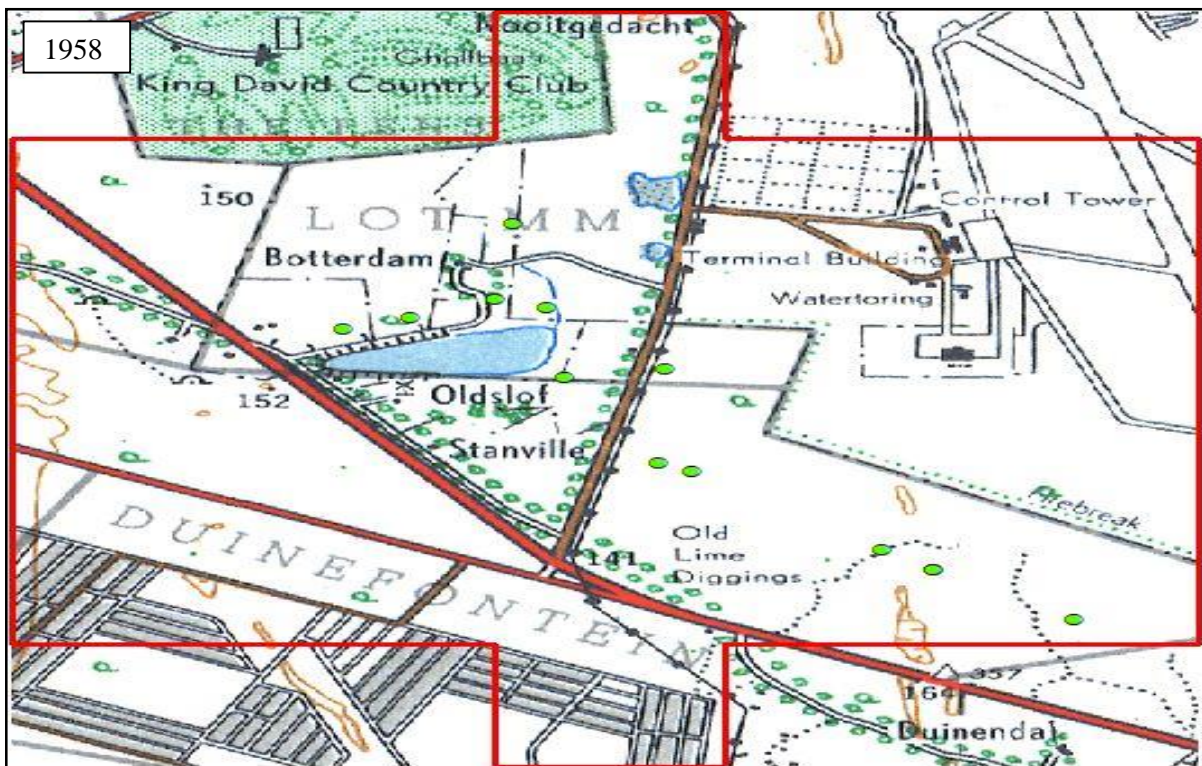 1958
Nooitgedacht
King David Country Club
150
LOT MM
Control Tower
Botterdam
Terminal Building
Watertoring
152
Oldslof
Stanville
Firebreak
DUINEFONTEIN
141
Old
Lime
Diggings
357
164
Duinendal